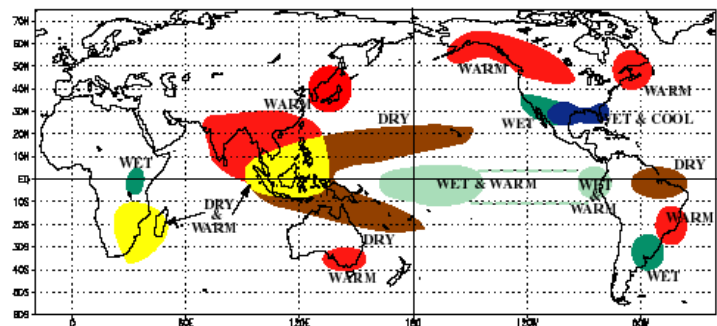 75N
60N
50N
40N
30N
20N
10N
EQ
10S
20S
30S
40S
50S
60S
WARM
WARM
WARM
DRY
WET
WET & COOL
WET
WET & WARM
WET
&
WARM
DRY
DRY
&
WARM
DRY
WARM
WARM
WET
0
60E
120E
180
120W
60W